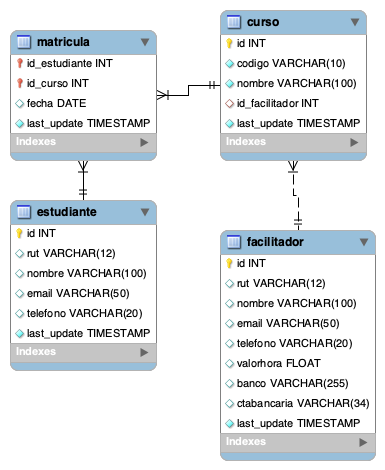 matricula
id_estudiante INT
id_curso INT
fecha DATE
last_update TIMESTAMP
Indexes
curso
id INT
codigo VARCHAR(10)
nombre VARCHAR(100)
id_facilitador INT
last_update TIMESTAMP
Indexes
estudiante
id INT
rut VARCHAR(12)
nombre VARCHAR(100)
email VARCHAR(50)
telefono VARCHAR(20)
last_update TIMESTAMP
Indexes
facilitador
id INT
rut VARCHAR(12)
nombre VARCHAR(100)
email VARCHAR(50)
telefono VARCHAR(20)
valorhora FLOAT
banco VARCHAR(255)
ctabancaria VARCHAR(34)
last_update TIMESTAMP
Indexes